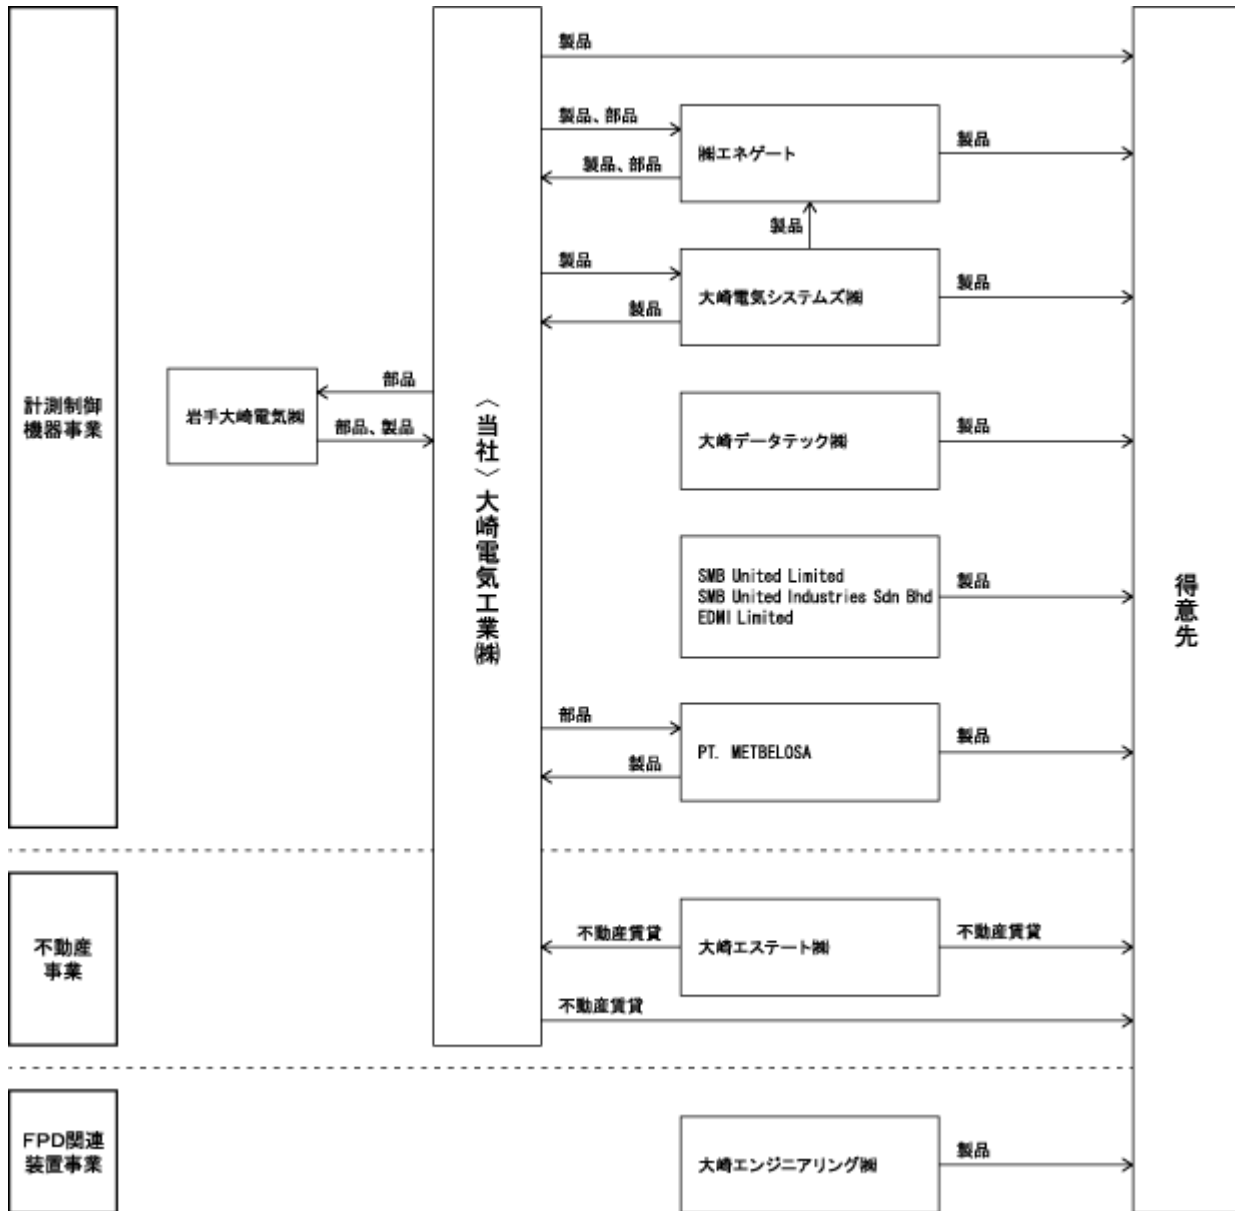 製品
製品、部品
㈱エネゲート
製品
製品、部品
製品
製品
大崎電気システムズ㈱
製品
製品
計測制御
機器事業
岩手大崎電気㈱
部品
部品、製品
〈当社〉大崎電気工業㈱
大崎データテック㈱
製品
SMB United Limited
SMB United Industries Sdn Bhd
EDMI Limited
製品
得意先
部品
PT. METBELOSA
製品
製品
不動産
事業
不動産賃貸
大崎エステート㈱
不動産賃貸
不動産賃貸
FPD関連
装置事業
大崎エンジニアリング㈱
製品